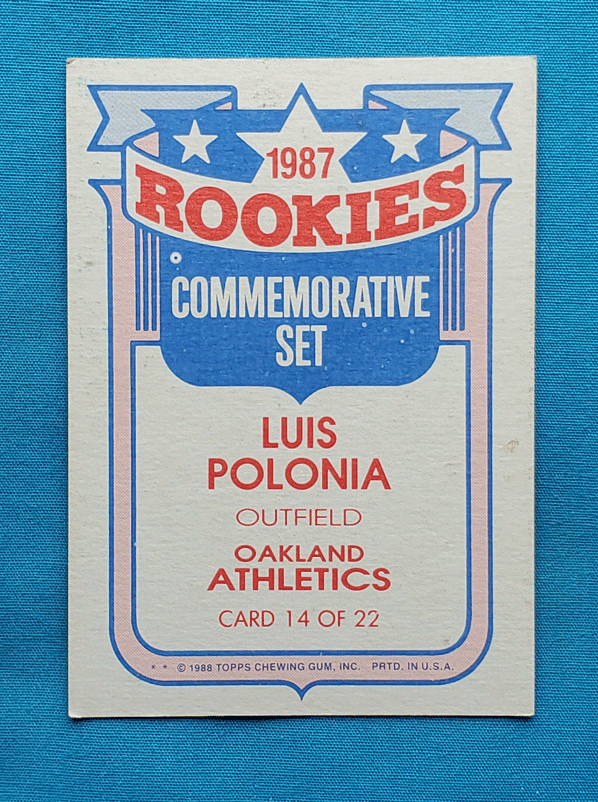 1987
ROOKIES
COMMEMORATIVE
SET
LUIS
POLONIA
OUTFIELD
OAKLAND
ATHLETICS
CARD 14 OF 22
* * © 1988 TOPPS CHEWING GUM, INC. PRTD. IN U.S.A.